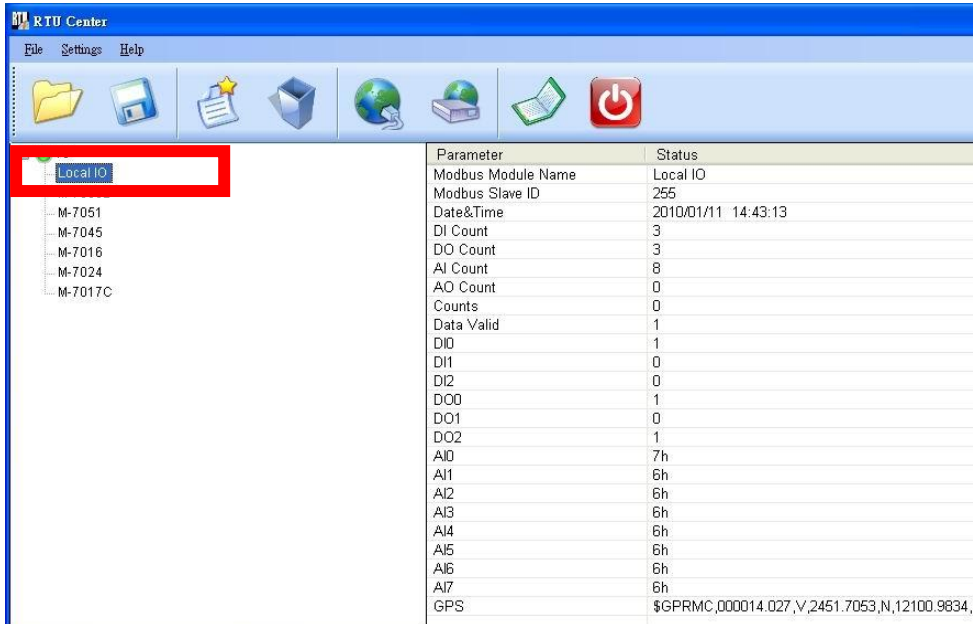 RTU Center
File Settings Help
Local IO
M-7051
M-7045
M-7016
M-7024
M-7017C
Parameter Status
Modbus Module Name Local IO
Modbus Slave ID 255
Date&Time 2010/01/11 14:43:13
DI Count 3
DO Count 3
AI Count 8
AO Count 0
Counts 0
Data Valid 1
DI0 1
DI1 0
DI2 0
DO0 1
DO1 0
DO2 1
AI0 7h
AI1 6h
AI2 6h
AI3 6h
AI4 6h
AI5 6h
AI6 6h
AI7 6h
GPS $GPRMC,000014.027,V,2451.7053,N,12100.9834,